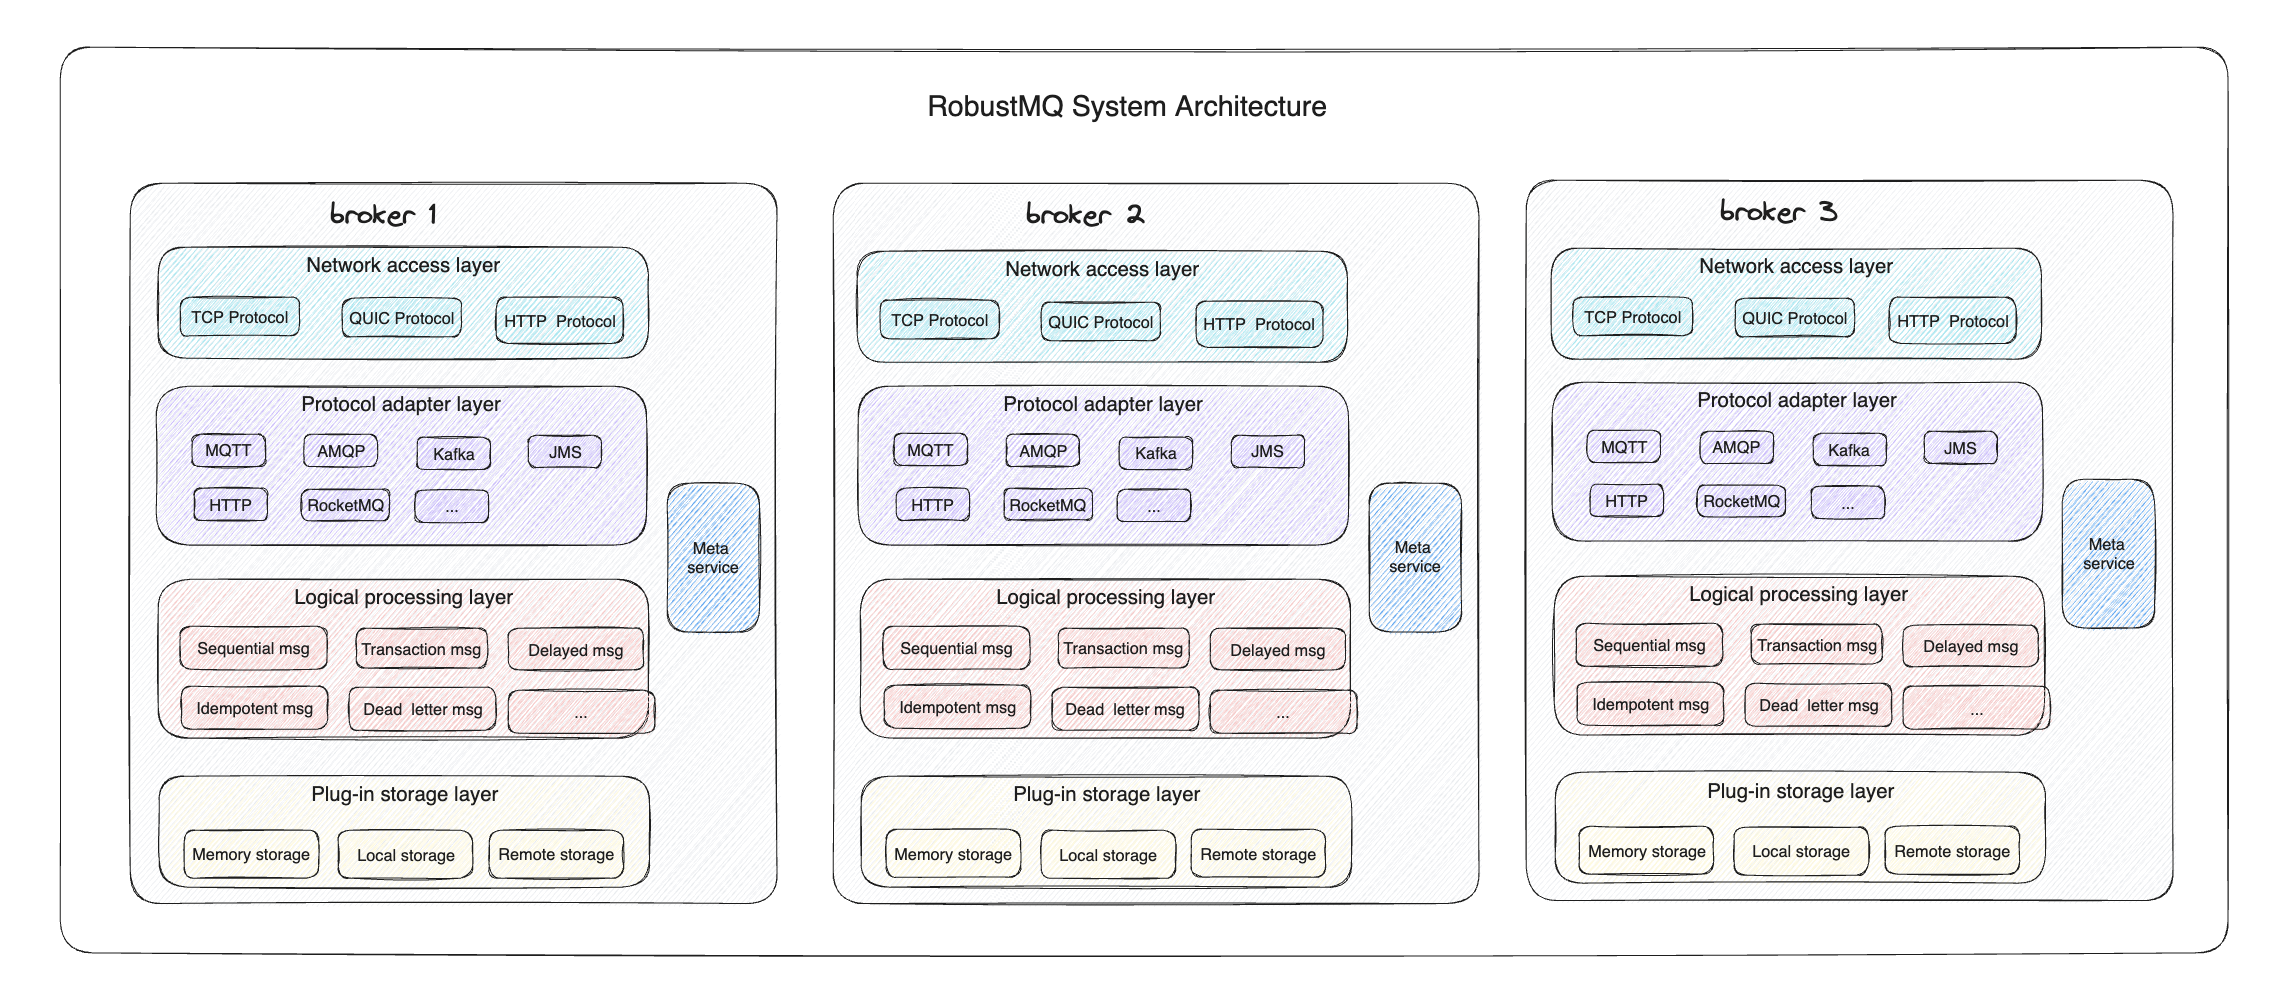 RobustMQ System Architecture
broker 1
Network access layer
TCP Protocol
QUIC Protocol
HTTP  Protocol
Protocol adapter layer
MQTT
AMQP
Kafka
JMS
HTTP
RocketMQ
...
Logical processing layer
Sequential msg
Transaction msg
Delayed msg
Idempotent msg
Dead  letter msg
...
Plug-in storage layer
Memory storage
Local storage
Remote storage
Meta
service
broker 2
Network access layer
TCP Protocol
QUIC Protocol
HTTP  Protocol
Protocol adapter layer
MQTT
AMQP
Kafka
JMS
HTTP
RocketMQ
...
Logical processing layer
Sequential msg
Transaction msg
Delayed msg
Idempotent msg
Dead  letter msg
...
Plug-in storage layer
Memory storage
Local storage
Remote storage
Meta
service
broker 3
Network access layer
TCP Protocol
QUIC Protocol
HTTP  Protocol
Protocol adapter layer
MQTT
AMQP
Kafka
JMS
HTTP
RocketMQ
...
Logical processing layer
Sequential msg
Transaction msg
Delayed msg
Idempotent msg
Dead  letter msg
...
Plug-in storage layer
Memory storage
Local storage
Remote storage
Meta
service